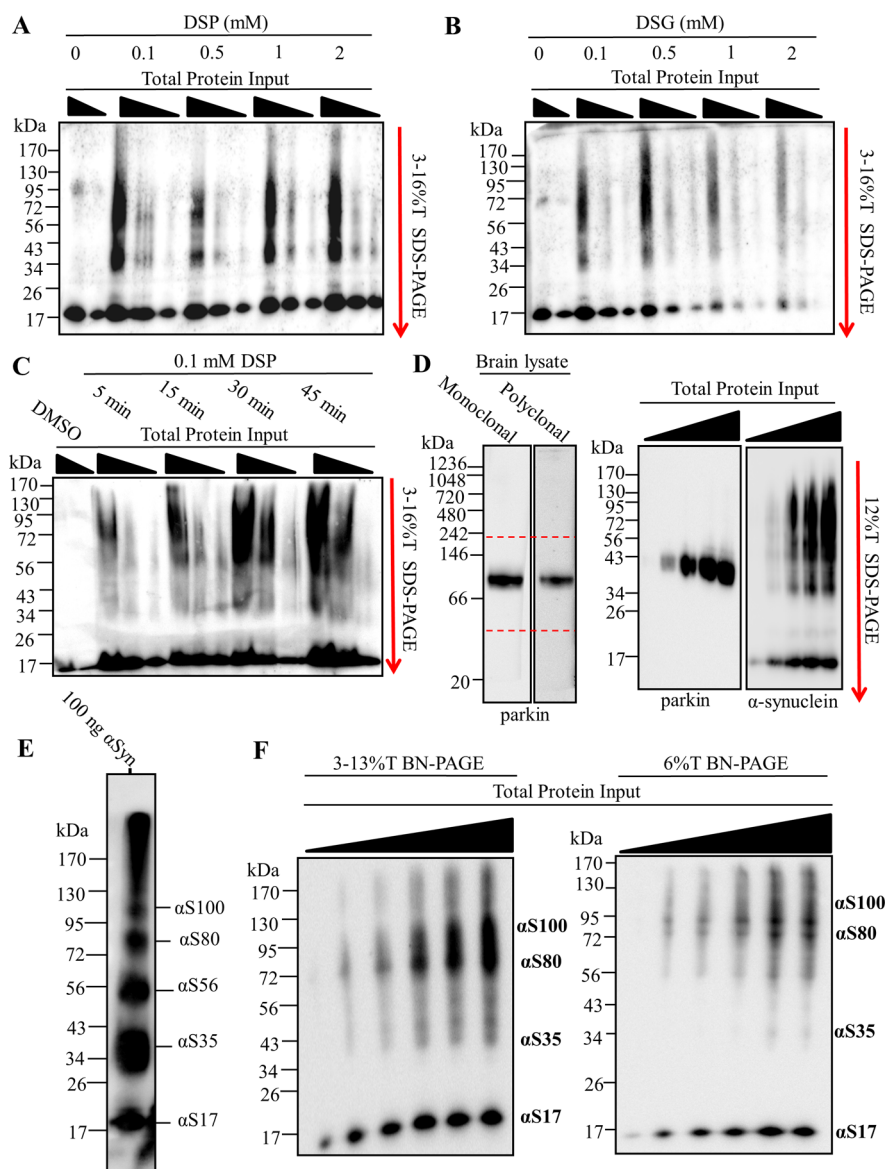 A
DSP (mM)
0 0.1 0.5 1 2
Total Protein Input
kDa
170
130
95
72
56
43
34
26
17
3-16%T SDS-PAGE
B
DSG (mM)
0 0.1 0.5 1 2
Total Protein Input
kDa
170
130
95
72
56
43
34
26
17
3-16%T SDS-PAGE
C
0.1 mM DSP
DMSO 5 min 15 min 30 min 45 min
Total Protein Input
kDa
170
130
95
72
56
43
34
26
17
3-16%T SDS-PAGE
D
Brain lysate
Monoclonal Polyclonal
kDa
1236
1048
720
480
242
146
66
20
parkin
Total Protein Input
kDa
170
130
95
72
56
43
34
26
17
parkin α-synuclein
12%T SDS-PAGE
E
100 ng αSyn
kDa
170
130
95
72
56
43
34
26
17
αS100
αS80
αS56
αS35
αS17
F
3-13%T BN-PAGE 6%T BN-PAGE
Total Protein Input
kDa
170
130
95
72
56
43
34
26
17
αS100
αS80
αS35
αS17
kDa
170
130
95
72
56
43
34
26
17
αS100
αS80
αS35
αS17